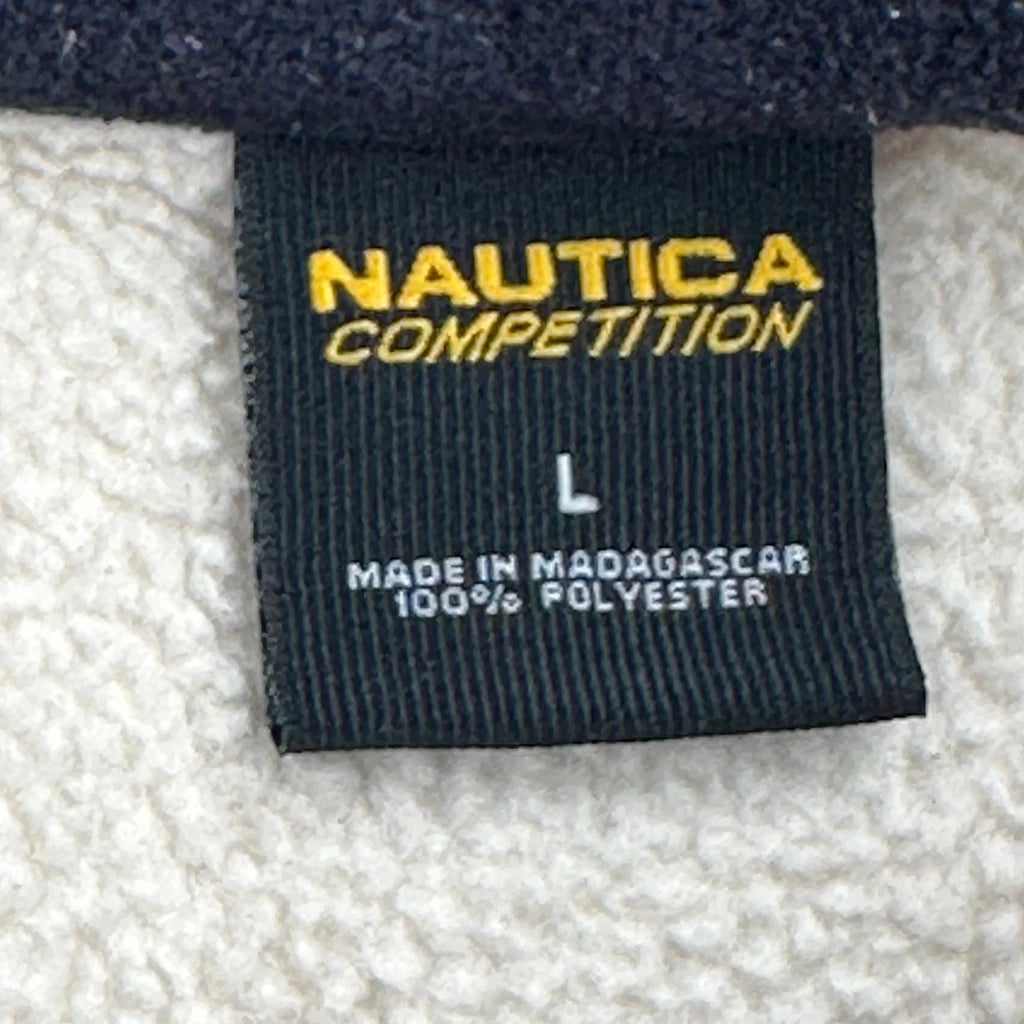 NAUTICA
COMPETITION
L
MADE IN MADAGASCAR
100% POLYESTER